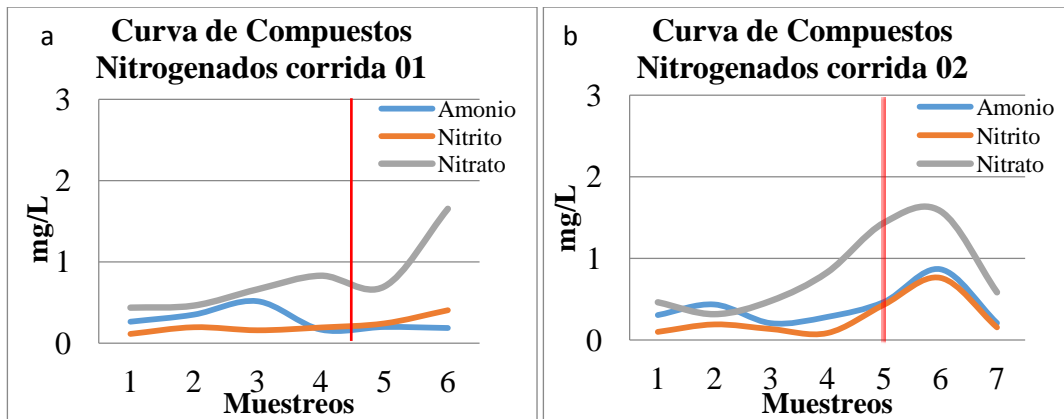 a
Curva de Compuestos
Nitrogenados corrida 01
3
2
1
0
mg/L
Amonio
Nitrito
Nitrato
1 2 3 4 5 6
Muestreos
b
Curva de Compuestos
Nitrogenados corrida 02
3
2
1
0
mg/L
Amonio
Nitrito
Nitrato
1 2 3 4 5 6 7
Muestreos